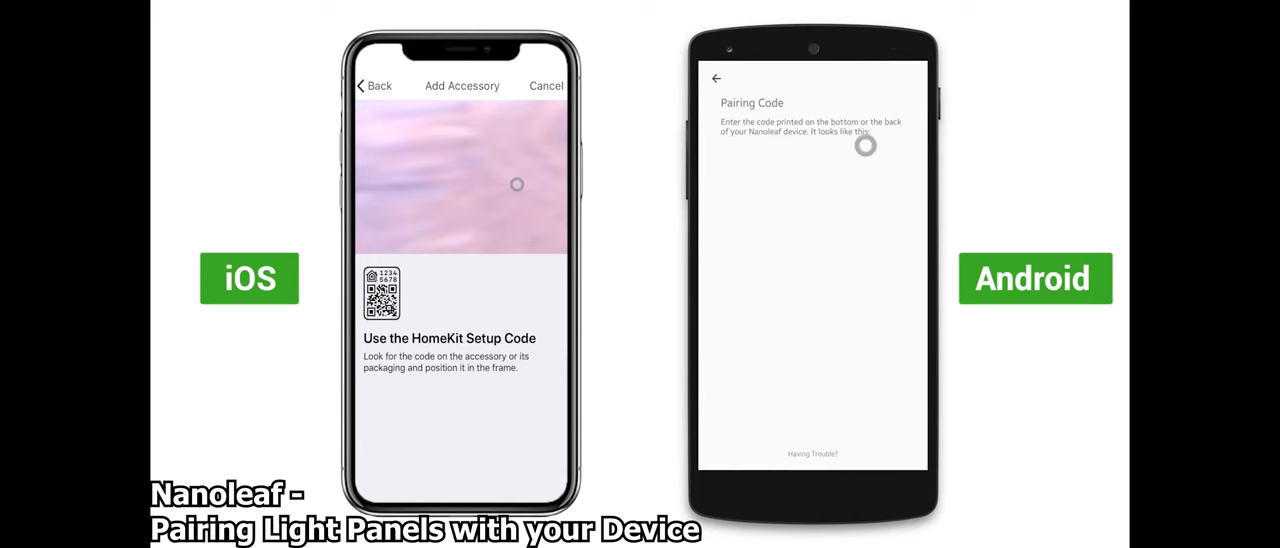 Back Add Accessory Cancel
1234
5678
Use the HomeKit Setup Code
Look for the code on the accessory or its
packaging and position it in the frame.
iOS
Pairing Code
Enter the code printed on the bottom or the back
of your Nanoleaf device. It looks like this:
Having Trouble?
Android
Nanoleaf -
Pairing Light Panels with your Device